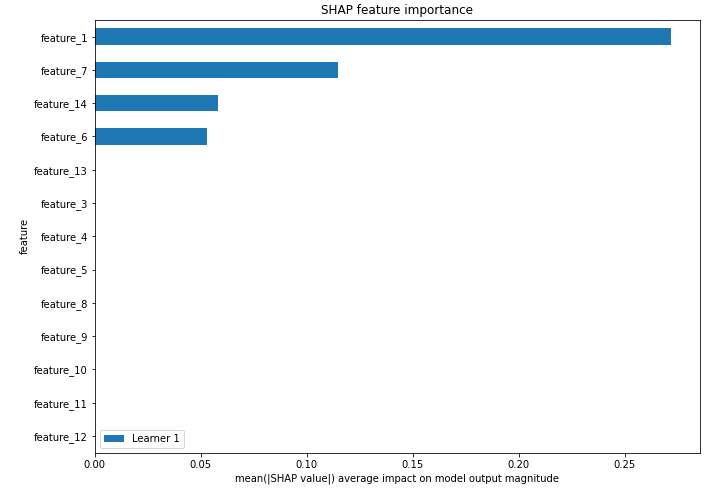 SHAP feature importance
feature_1
feature_7
feature_14
feature_6
feature_13
feature_3
feature_4
feature_5
feature_8
feature_9
feature_10
feature_11
feature_12
feature
Learner 1
0.00 0.05 0.10 0.15 0.20 0.25
mean(|SHAP value|) average impact on model output magnitude